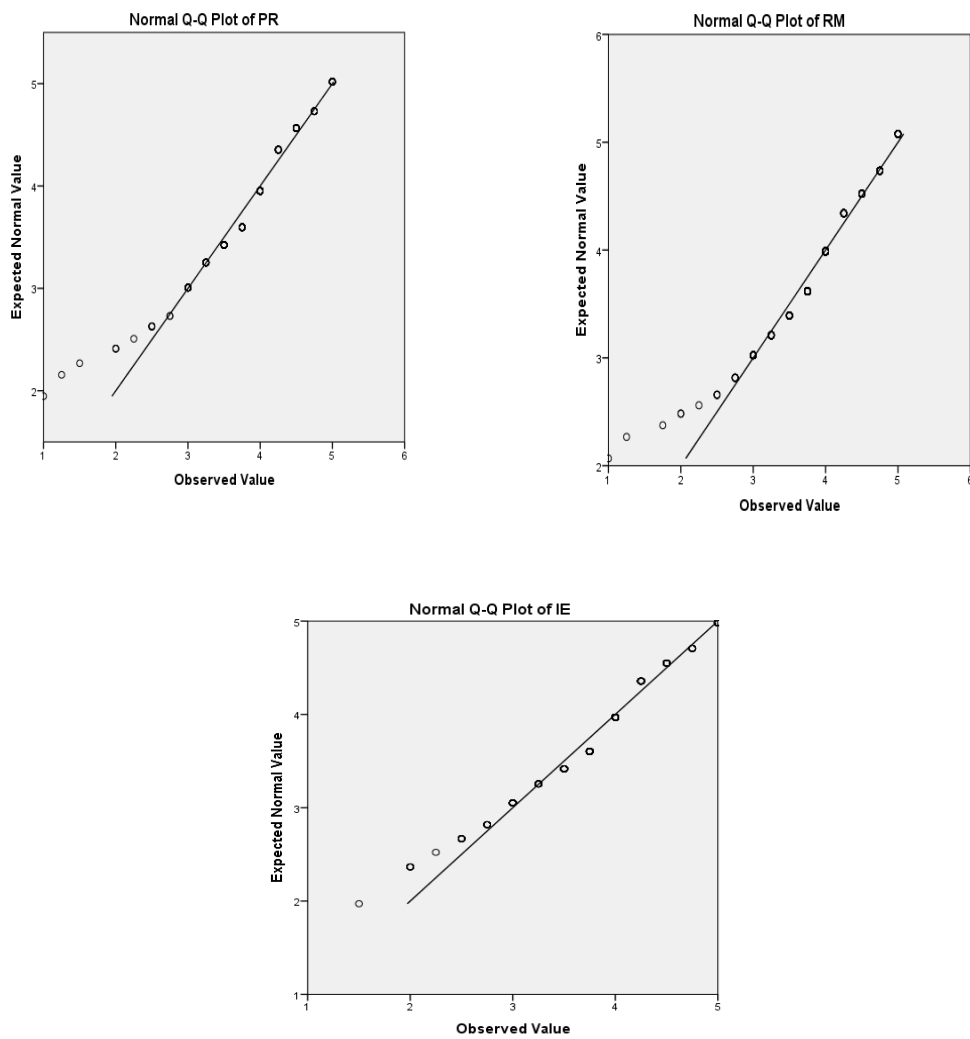 Normal Q-Q Plot of PR
Expected Normal Value
5
4
3
2
1 2 3 4 5 6
Observed Value
Normal Q-Q Plot of RM
Expected Normal Value
6
5
4
3
2
1 2 3 4 5 6
Observed Value
Normal Q-Q Plot of IE
Expected Normal Value
5
4
3
2
1
1 2 3 4 5
Observed Value